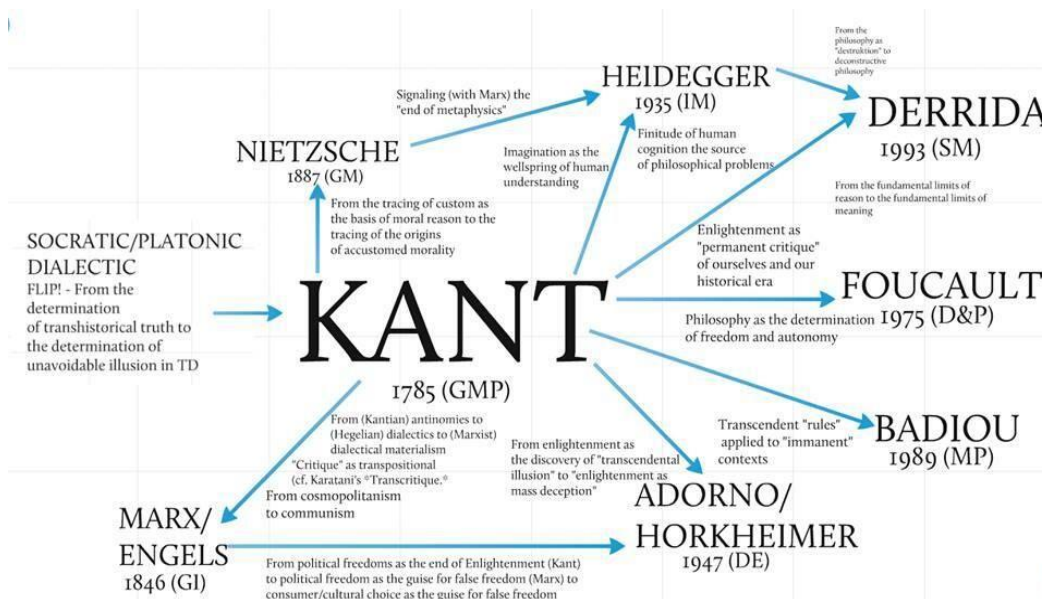 From the
philosophy as
"destruktion" to
deconstructive
philosophy
HEIDEGGER
1935 (IM)
Signaling (with Marx) the
"end of metaphysics"
DERRIDA
1993 (SM)
NIETZSCHE
1887 (GM)
Imagination as the
wellspring of human
understanding
Finitude of human
cognition the source
of philosophical problems
From the fundamental limits of
reason to the fundamental limits of
meaning
From the tracing of custom as
the basis of moral reason to the
tracing of the origins
of accustomed morality
SOCRATIC/PLATONIC
DIALECTIC
FLIP! - From the
determination
of transhistorical truth to
the determination of
unavoidable illusion in TD
Enlightenment as
"permanent critique"
of ourselves and our
historical era
KANT
1785 (GMP)
FOUCAULT
1975 (D&P)
Philosophy as the determination
of freedom and autonomy
From (Kantian) antinomies to
(Hegelian) dialectics to (Marxist)
dialectical materialism
"Critique" as transpositional
(cf. Karatani's *Transcritique.*
From cosmopolitanism
to communism
From enlightenment as
the discovery of "transcendental
illusion" to "enlightenment as
mass deception"
Transcendent "rules"
applied to "immanent"
contexts
BADIOU
1989 (MP)
MARX/
ENGELS
1846 (GI)
ADORNO/
HORKHEIMER
1947 (DE)
From political freedoms as the end of Enlightenment (Kant)
to political freedom as the guise for false freedom (Marx) to
consumer/cultural choice as the guise for false freedom